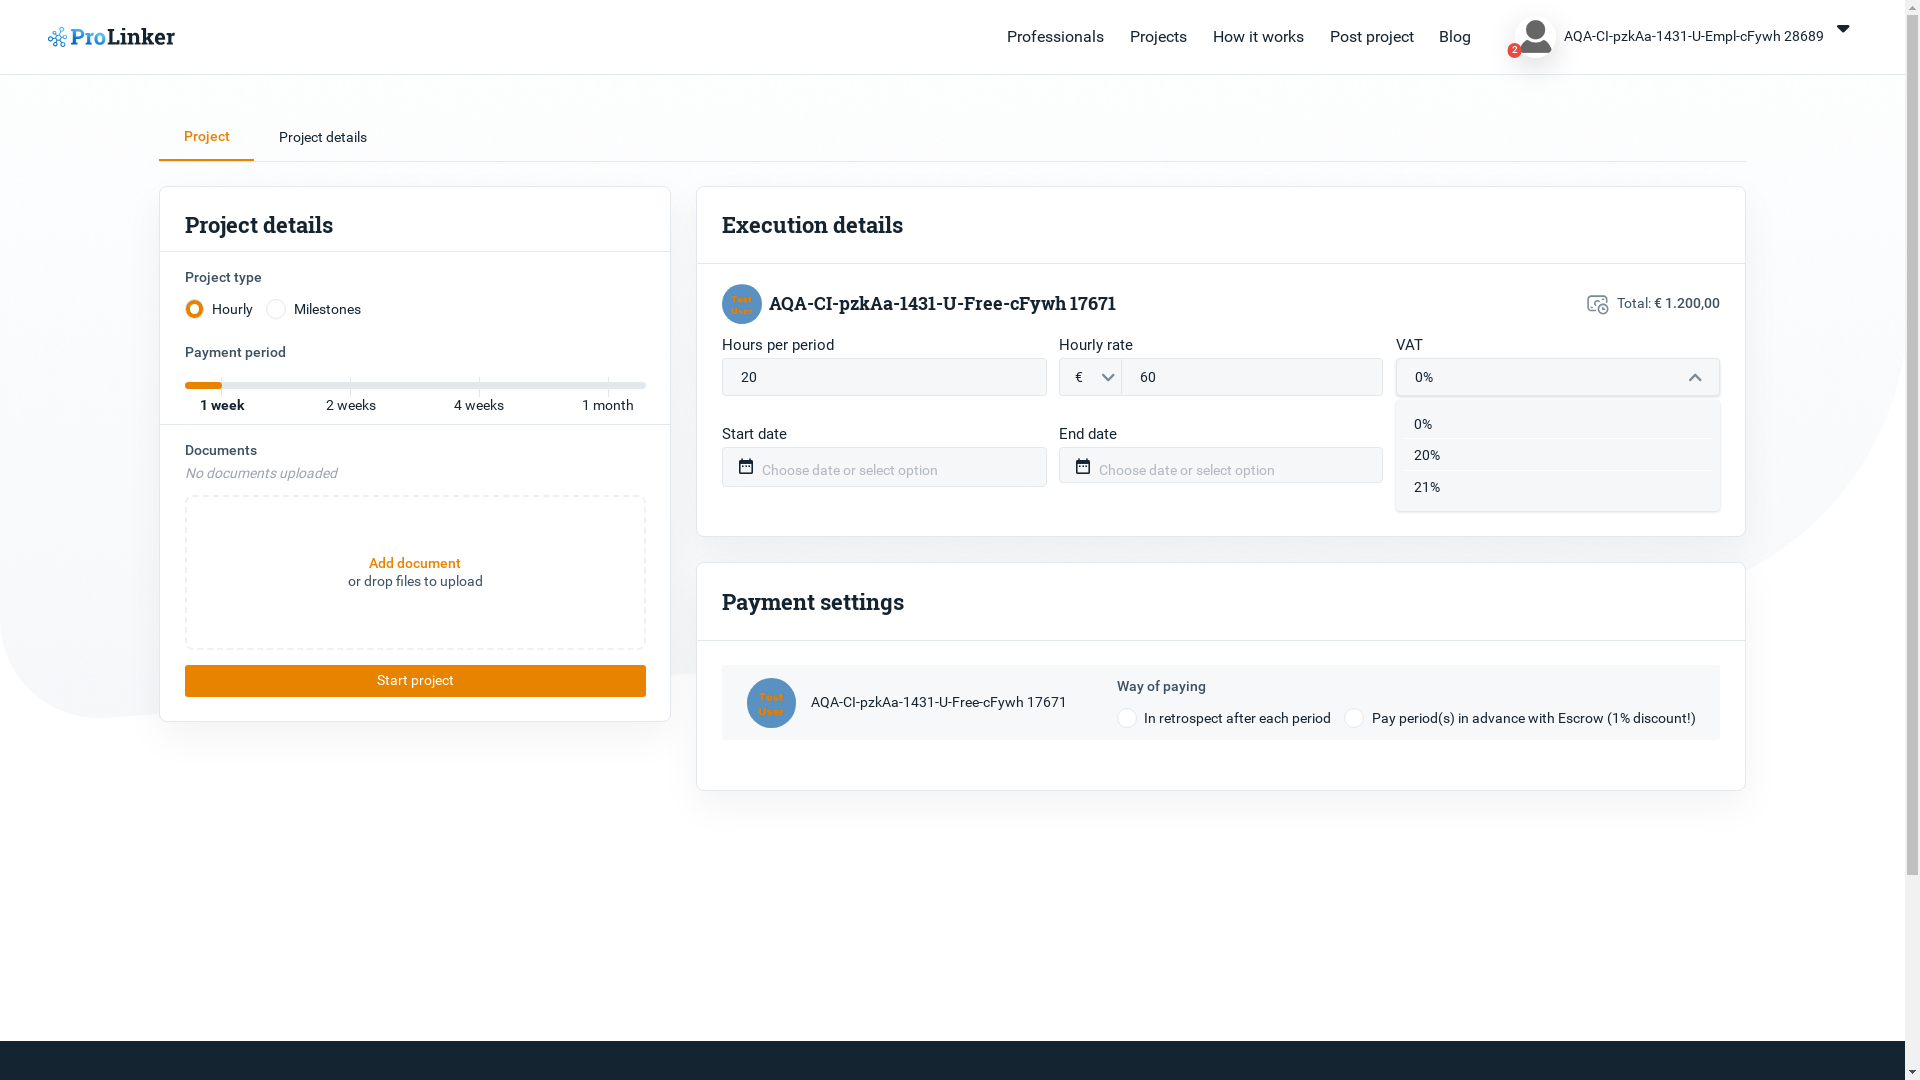 ProLinker
Professionals
Projects
How it works
Post project
Blog
2
AQA-CI-pzkAa-1431-U-Empl-cFywh 28689
Project
Project details
Project details
Project type
Hourly
Milestones
Payment period
1 week
2 weeks
4 weeks
1 month
Documents
No documents uploaded
Add document
or drop files to upload
Start project
Execution details
Test
User
AQA-CI-pzkAa-1431-U-Free-cFywh 17671
Total: € 1.200,00
Hours per period
Hourly rate
VAT
20
€
60
0%
0%
20%
21%
Start date
End date
Choose date or select option
Choose date or select option
Payment settings
Test
User
AQA-CI-pzkAa-1431-U-Free-cFywh 17671
Way of paying
In retrospect after each period
Pay period(s) in advance with Escrow (1% discount!)